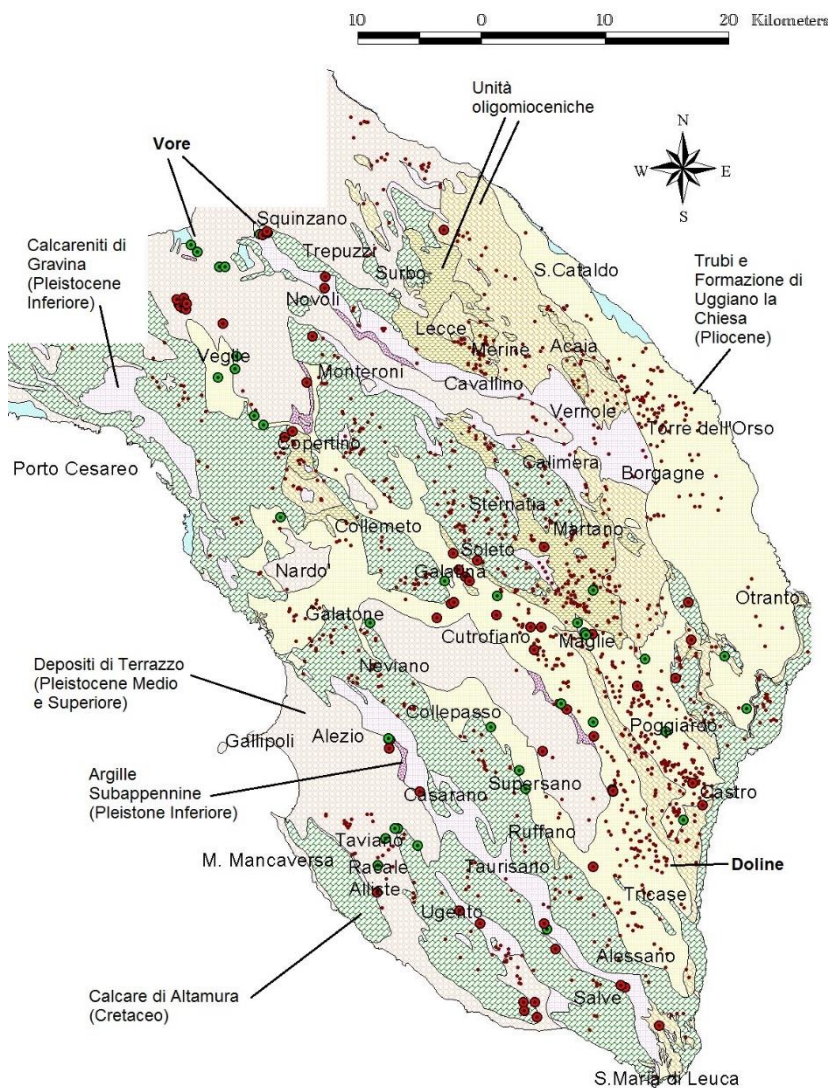 10 0 10 20 Kilometers
Unità
oligomioceniche
N
W E
S
Vore
Squinzano
Trepuzzi
Calcareniti di
Gravina
(Pleistocene
Inferiore)
Surbo
S.Cataldo
Trubi e
Formazione di
Uggiano la
Chiesa
(Pliocene)
Novoli
Lecce
Merine
Acaja
Veglie
Monteroni
Cavallino
Vernole
Torre dell'Orso
Copertino
Calimera
Borgagne
Porto Cesareo
Sternatia
Collemeto
Martano
Soleto
Nardo'
Galatina
Otranto
Galatone
Cutrofiano
Maglie
Neviano
Depositi di Terrazzo
(Pleistocene Medio
e Superiore)
Collepasso
Poggiardo
Gallipoli
Alezio
Argille
Subappennine
(Pleistone Inferiore)
Casarano
Supersano
Castro
Ruffano
Taviano
M. Mancaversa
Racale
Taurisano
Doline
Alliste
Tricase
Ugento
Alessano
Calcare di Altamura
(Cretaceo)
Salve
S.Maria di Leuca